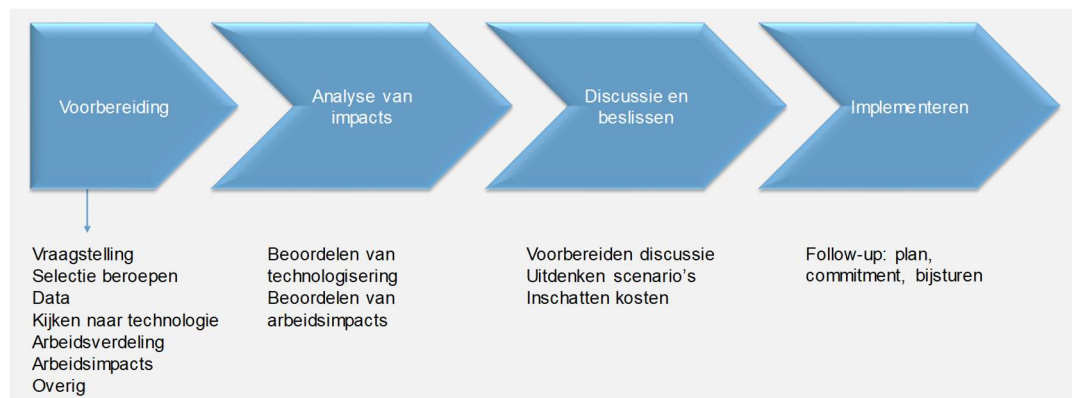 Voorbereiding
Analyse van
impacts
Discussie en
beslissen
Implementeren
Vraagstelling
Selectie beroepen
Data
Kijken naar technologie
Arbeidsverdeling
Arbeidsimpacts
Overig
Beoordelen van
technologisering
Beoordelen van
arbeidsimpacts
Voorbereiden discussie
Uitdenken scenario's
Inschatten kosten
Follow-up: plan,
commitment, bijsturen